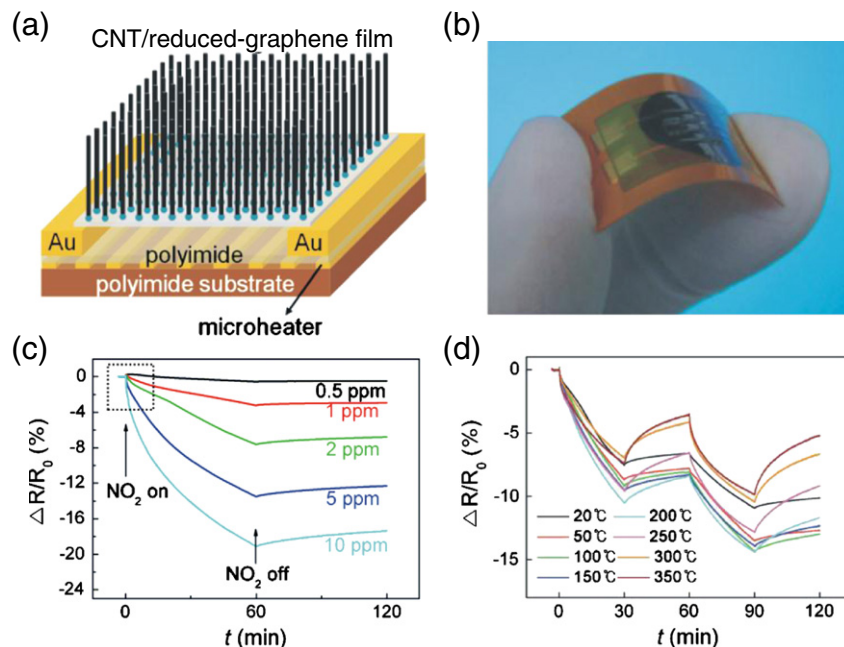 (a)
CNT/reduced-graphene film
Au
Au
polyimide
polyimide substrate
microheater
(b)
(c)
△R/R0 (%)
0
-4
-8
-12
-16
-20
-24
0.5 ppm
1 ppm
2 ppm
5 ppm
10 ppm
NO2 on
NO2 off
0
60
120
t (min)
(d)
△R/R0 (%)
0
-5
-10
-15
20℃ 200℃
50℃ 250℃
100℃ 300℃
150℃ 350℃
0
30
60
90
120
t (min)